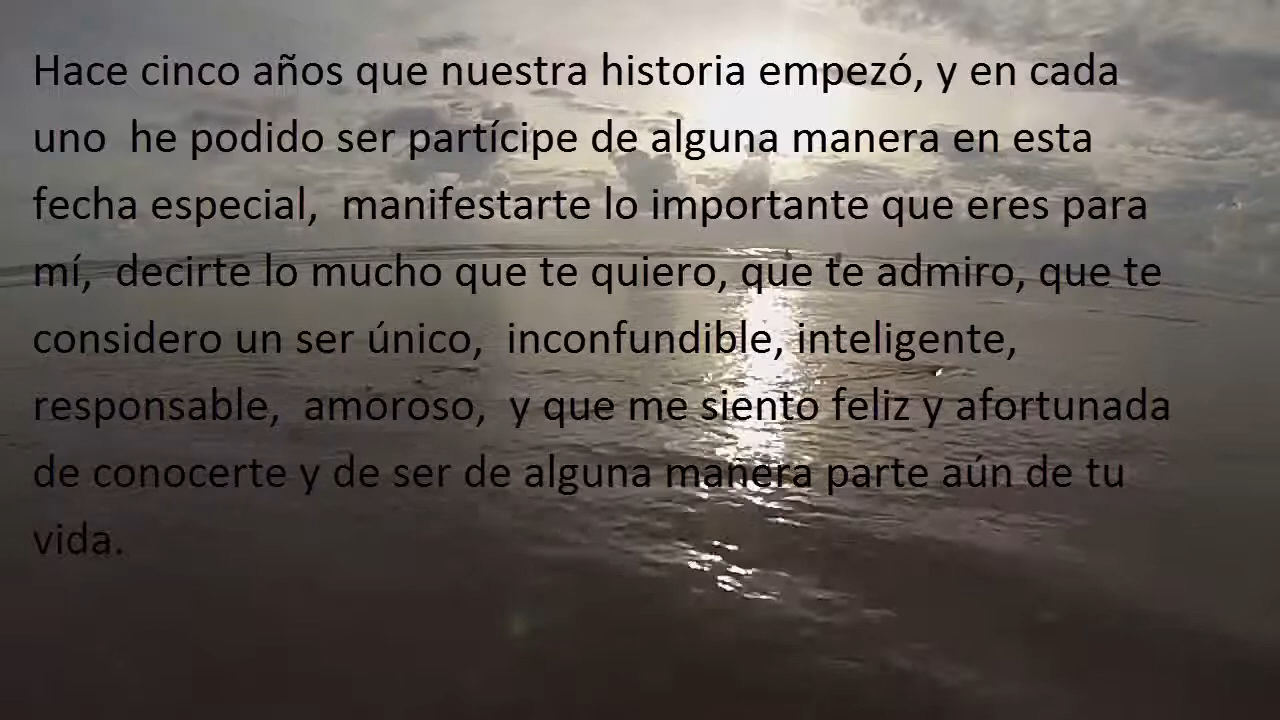 Hace cinco años que nuestra historia empezó, y en cada
uno  he podido ser partícipe de alguna manera en esta
fecha especial,  manifestarte lo importante que eres para
mí,  decirte lo mucho que te quiero, que te admiro, que te
considero un ser único,  inconfundible, inteligente,
responsable,  amoroso,  y que me siento feliz y afortunada
de conocerte y de ser de alguna manera parte aún de tu
vida.